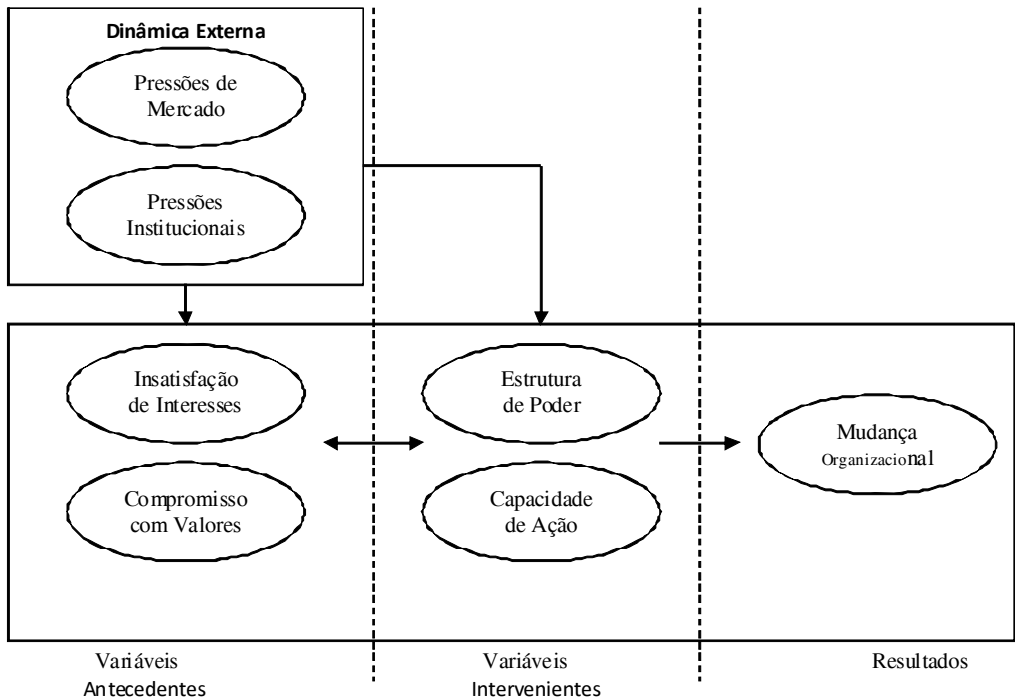 Dinâmica Externa
Pressões de
Mercado
Pressões
Institucionais
Insatisfação
de Interesses
Compromisso
com Valores
Estrutura
de Poder
Capacidade
de Ação
Mudança
Organizacional
Variáveis
Antecedentes
Variáveis
Intervenientes
Resultados